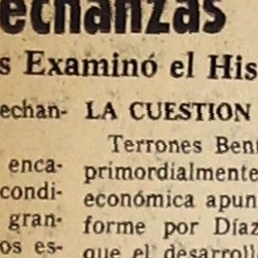 echanzas
s Examinó el His
echan-
enca-
condi-
gran-
os es-
LA CUESTION
Terrones Beni
primordialmente
económica apun
forme por Díaz
que el desarroll